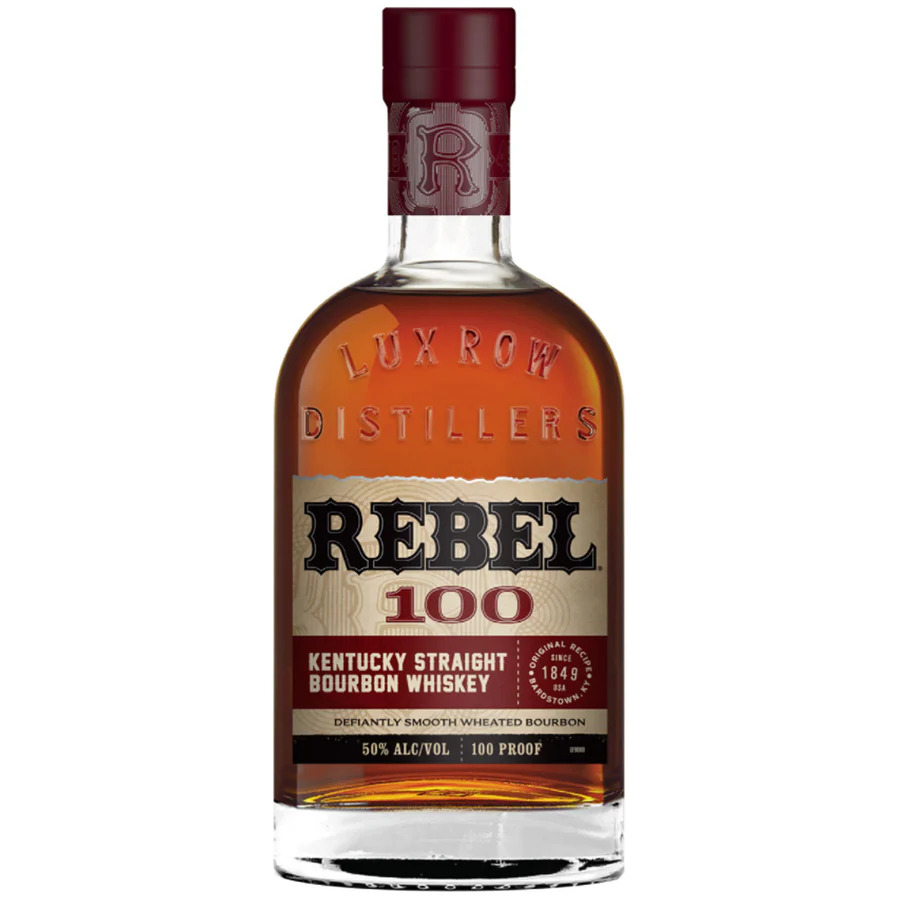 R
LUX ROW
DISTILLERS
REBEL
100
KENTUCKY STRAIGHT
BOURBON WHISKEY
ORIGINAL RECIPE
SINCE
1849
USA
BARDSTOWN, KY
DEFIANTLY SMOOTH WHEATED BOURBON
50% ALC/VOL 100 PROOF